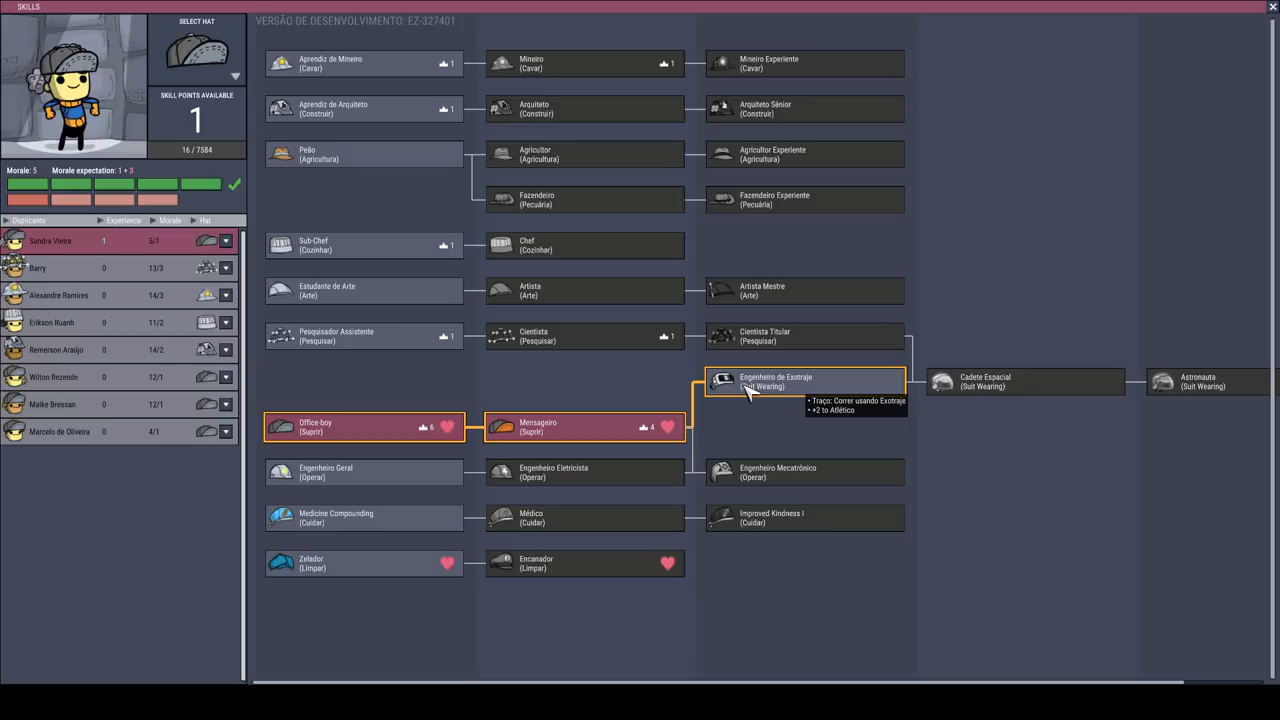 SKILLS
SELECT HAT
SKILL POINTS AVAILABLE
1
16 / 7584
Morale: 5 Morale expectation: 1 + 3
Duplicants Experience Morale Hat
Sandra Vieira 1 5/1
Barry 0 13/3
Alexandre Ramires 0 14/3
Erikson Ruanh 0 11/2
Remerson Araújo 0 14/2
Wilton Rezende 0 12/1
Maike Bressan 0 12/1
Marcelo de Oliveira 0 4/1
VERSÃO DE DESENVOLVIMENTO: EZ-327401
Aprendiz de Mineiro
(Cavar)
1
Mineiro
(Cavar)
1
Mineiro Experiente
(Cavar)
Aprendiz de Arquiteto
(Construir)
1
Arquiteto
(Construir)
Arquiteto Sênior
(Construir)
Peão
(Agricultura)
Agricultor
(Agricultura)
Agricultor Experiente
(Agricultura)
Fazendeiro
(Pecuária)
Fazendeiro Experiente
(Pecuária)
Sub-Chef
(Cozinhar)
1
Chef
(Cozinhar)
Estudante de Arte
(Arte)
Artista
(Arte)
Artista Mestre
(Arte)
Pesquisador Assistente
(Pesquisar)
1
Cientista
(Pesquisar)
1
Cientista Titular
(Pesquisar)
Engenheiro de Exotraje
(Suit Wearing)
Cadete Espacial
(Suit Wearing)
Astronauta
(Suit Wearing)
• Traço: Correr usando Exotraje
• +2 to Atlético
Office-boy
(Suprir)
6
Mensageiro
(Suprir)
4
Engenheiro Geral
(Operar)
Engenheiro Eletricista
(Operar)
Engenheiro Mecatrônico
(Operar)
Medicine Compounding
(Cuidar)
Médico
(Cuidar)
Improved Kindness I
(Cuidar)
Zelador
(Limpar)
Encanador
(Limpar)